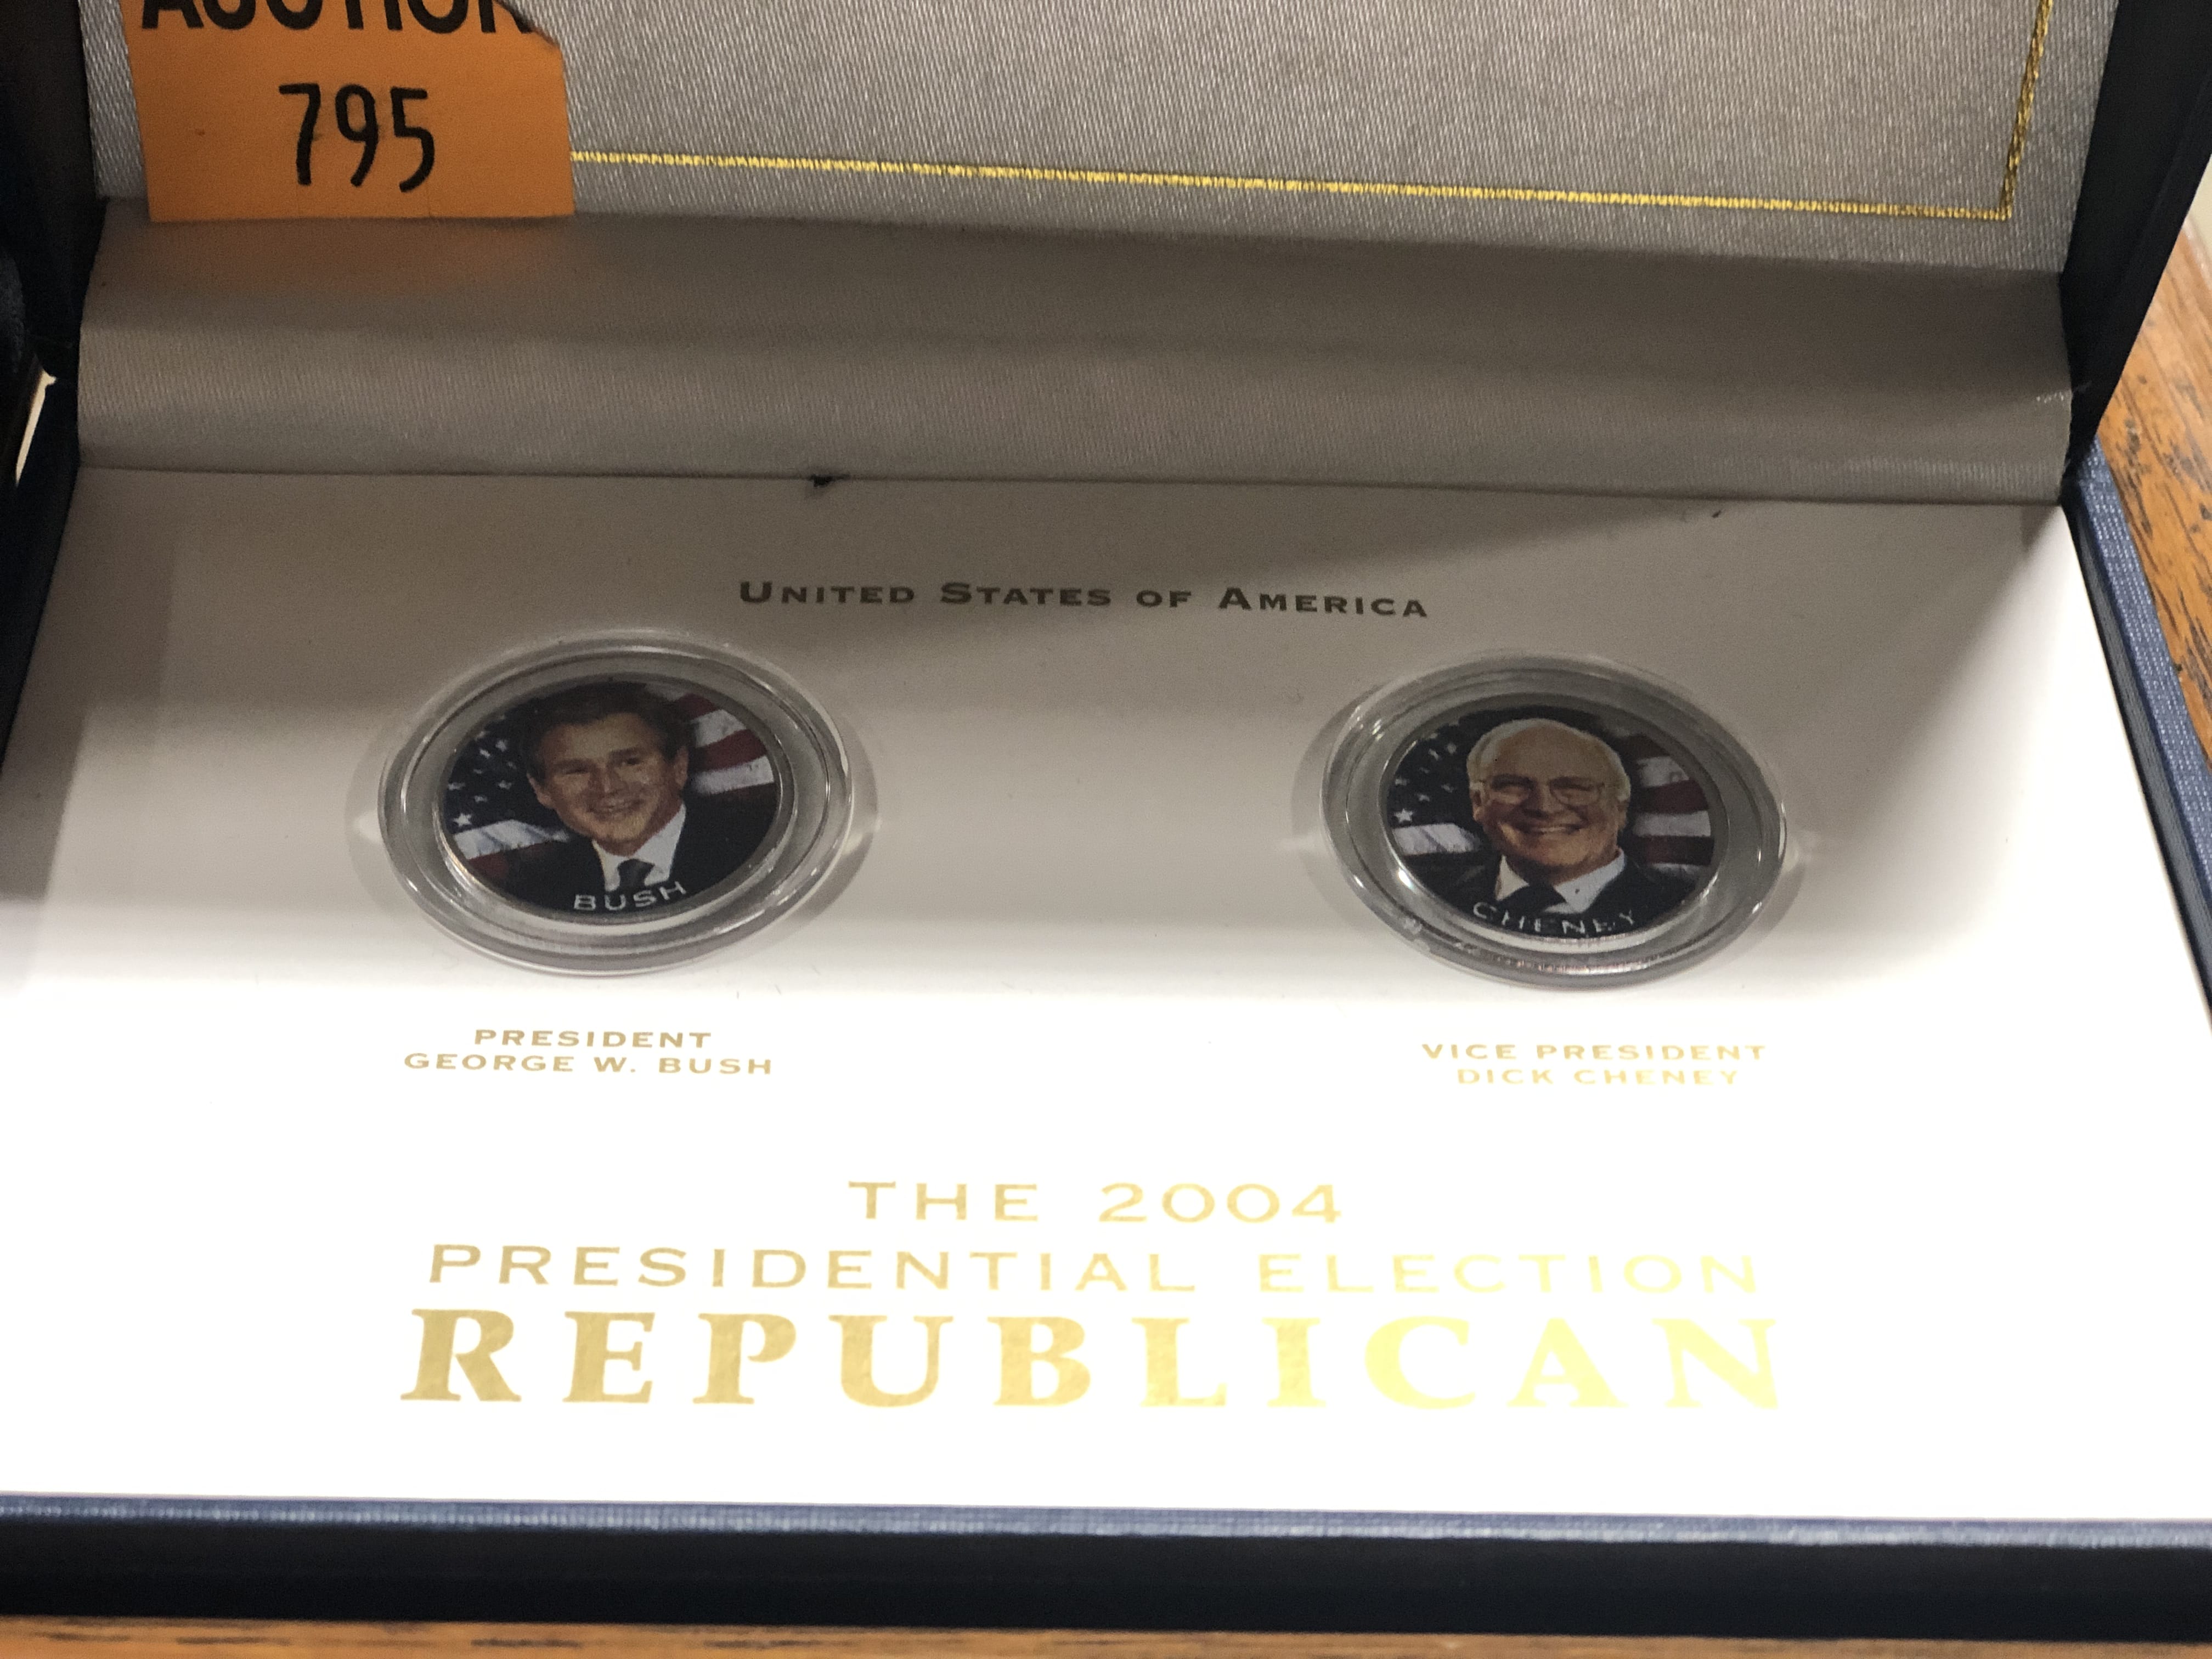 AUCTION
795
UNITED STATES OF AMERICA
BUSH
CHENEY
PRESIDENT
GEORGE W. BUSH
VICE PRESIDENT
DICK CHENEY
THE 2004
PRESIDENTIAL ELECTION
REPUBLICAN